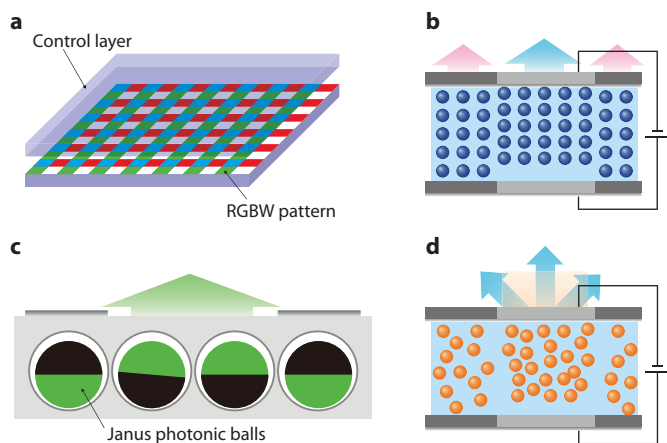 a
Control layer
RGBW pattern
b
c
Janus photonic balls
d